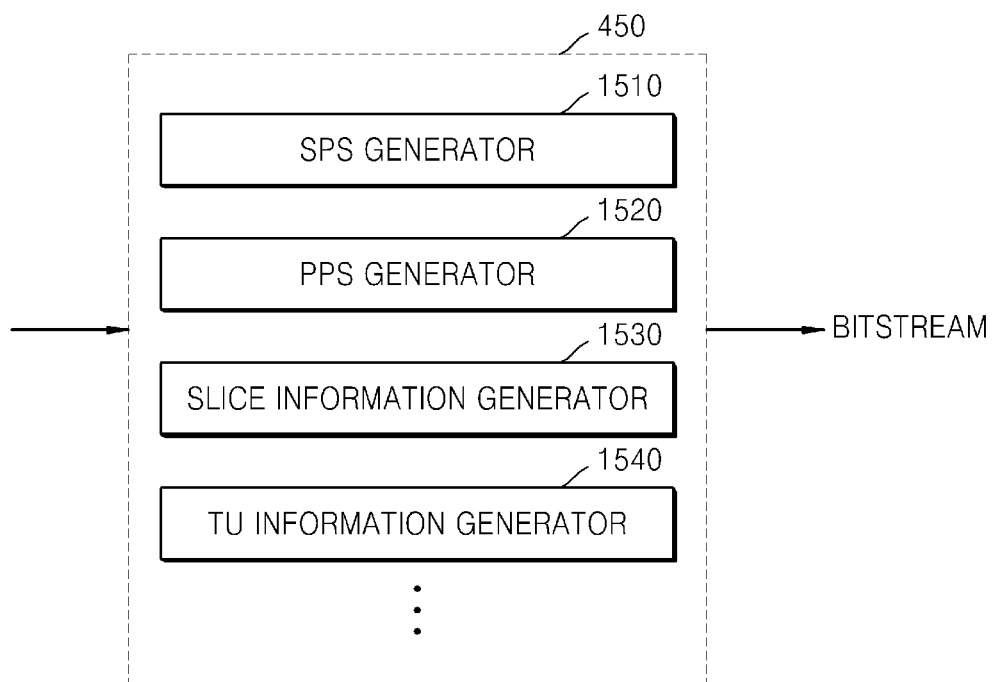 450
1510
SPS GENERATOR
1520
PPS GENERATOR
BITSTREAM
1530
SLICE INFORMATION GENERATOR
1540
TU INFORMATION GENERATOR